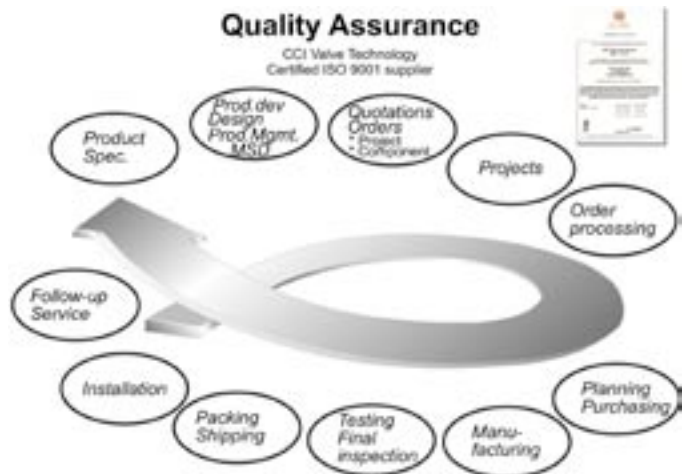 Quality Assurance
CCI Valve Technology
Certified ISO 9001 supplier
Product
Spec.
Prod.dev
Design
Prod.Mgmt.
MSD
Quotations
Orders
* Project
* Component
Projects
Order
processing
Planning
Purchasing
Manu-
facturing
Testing
Final
inspection
Packing
Shipping
Installation
Follow-up
Service